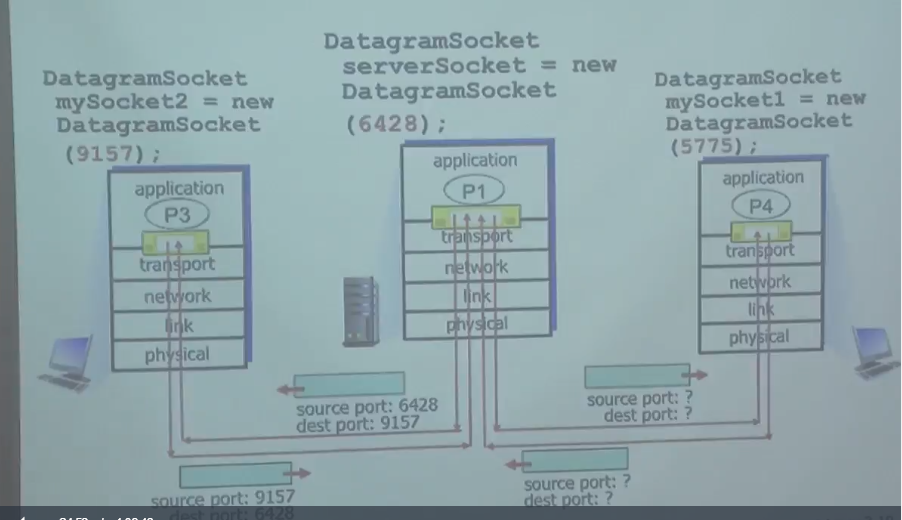 DatagramSocket
serverSocket = new
DatagramSocket
(6428);
DatagramSocket
mySocket2 = new
DatagramSocket
(9157);
DatagramSocket
mySocket1 = new
DatagramSocket
(5775);
application
P3
transport
network
link
physical
application
P1
transport
network
link
physical
application
P4
transport
network
link
physical
source port: 6428
dest port: 9157
source port: 9157
dest port: 6428
source port: ?
dest port: ?
source port: ?
dest port: ?